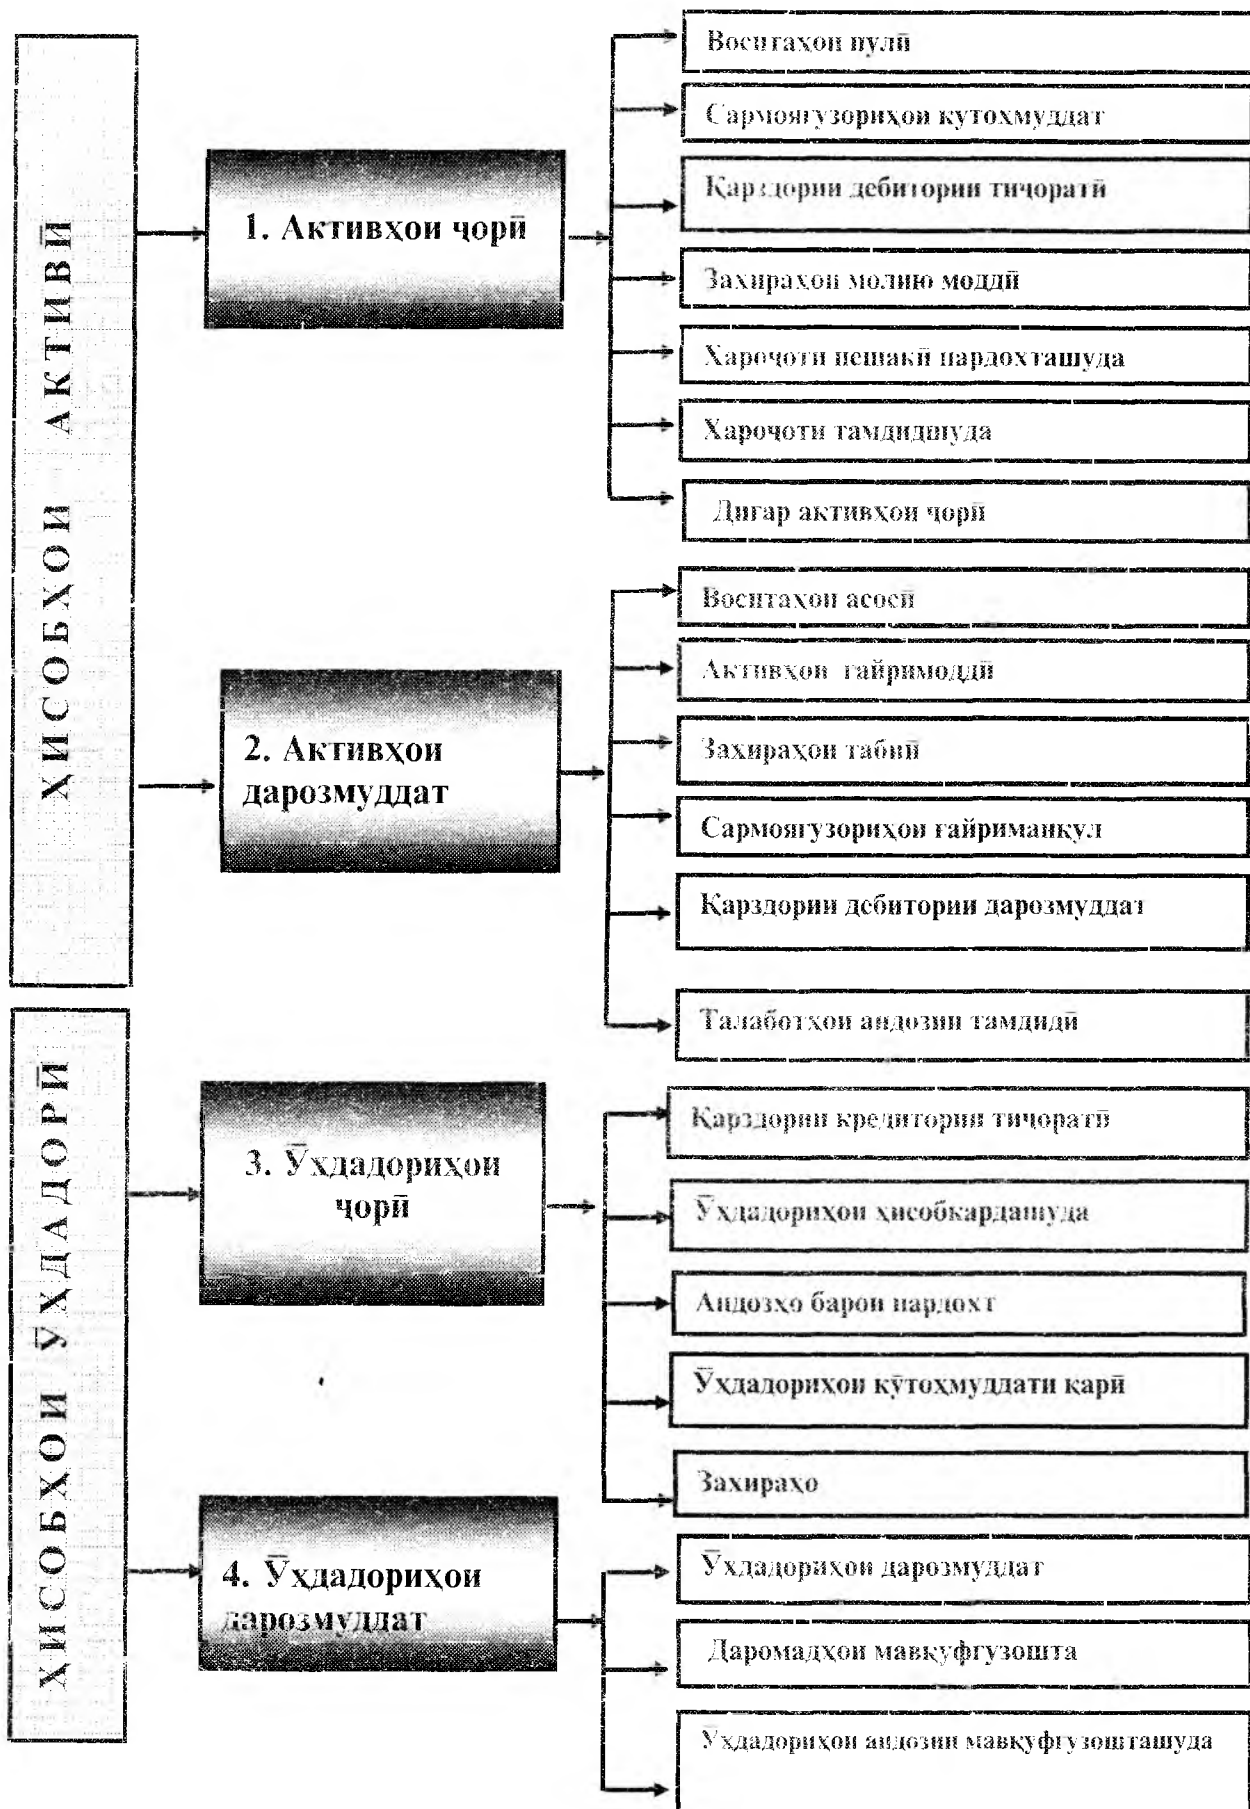 ҲИСОБҲОИ АКТИВӢ
1. Активҳои ҷорӣ
Воситаҳои пулӣ
Сармоягузориҳои кутоҳмуддат
Қарздории дебитории тиҷоратӣ
Захираҳои молию моддӣ
Хароҷоти пешакӣ пардохташуда
Хароҷоти тамдидшуда
Дигар активҳои ҷорӣ
2. Активҳои
дарозмуддат
Воситаҳои асосӣ
Активҳои ғайримоддӣ
Захираҳои табиӣ
Сармоягузориҳои ғайриманқул
Қарздории дебитории дарозмуддат
Талаботҳои андозии тамдидӣ
ҲИСОБҲОИ ӮҲДАДОРӢ
3. Ӯҳдадориҳои
ҷорӣ
Қарздории кредитории тиҷоратӣ
Ӯҳдадориҳои ҳисобкардашуда
Андозҳо барои пардохт
Ӯҳдадориҳои кӯтоҳмуддати қарӣ
Захираҳо
4. Ӯҳдадориҳои
дарозмуддат
Ӯҳдадориҳои дарозмуддат
Даромадҳои мавқуфгузошта
Ӯҳдадориҳои андозии мавқуфгузошташуда